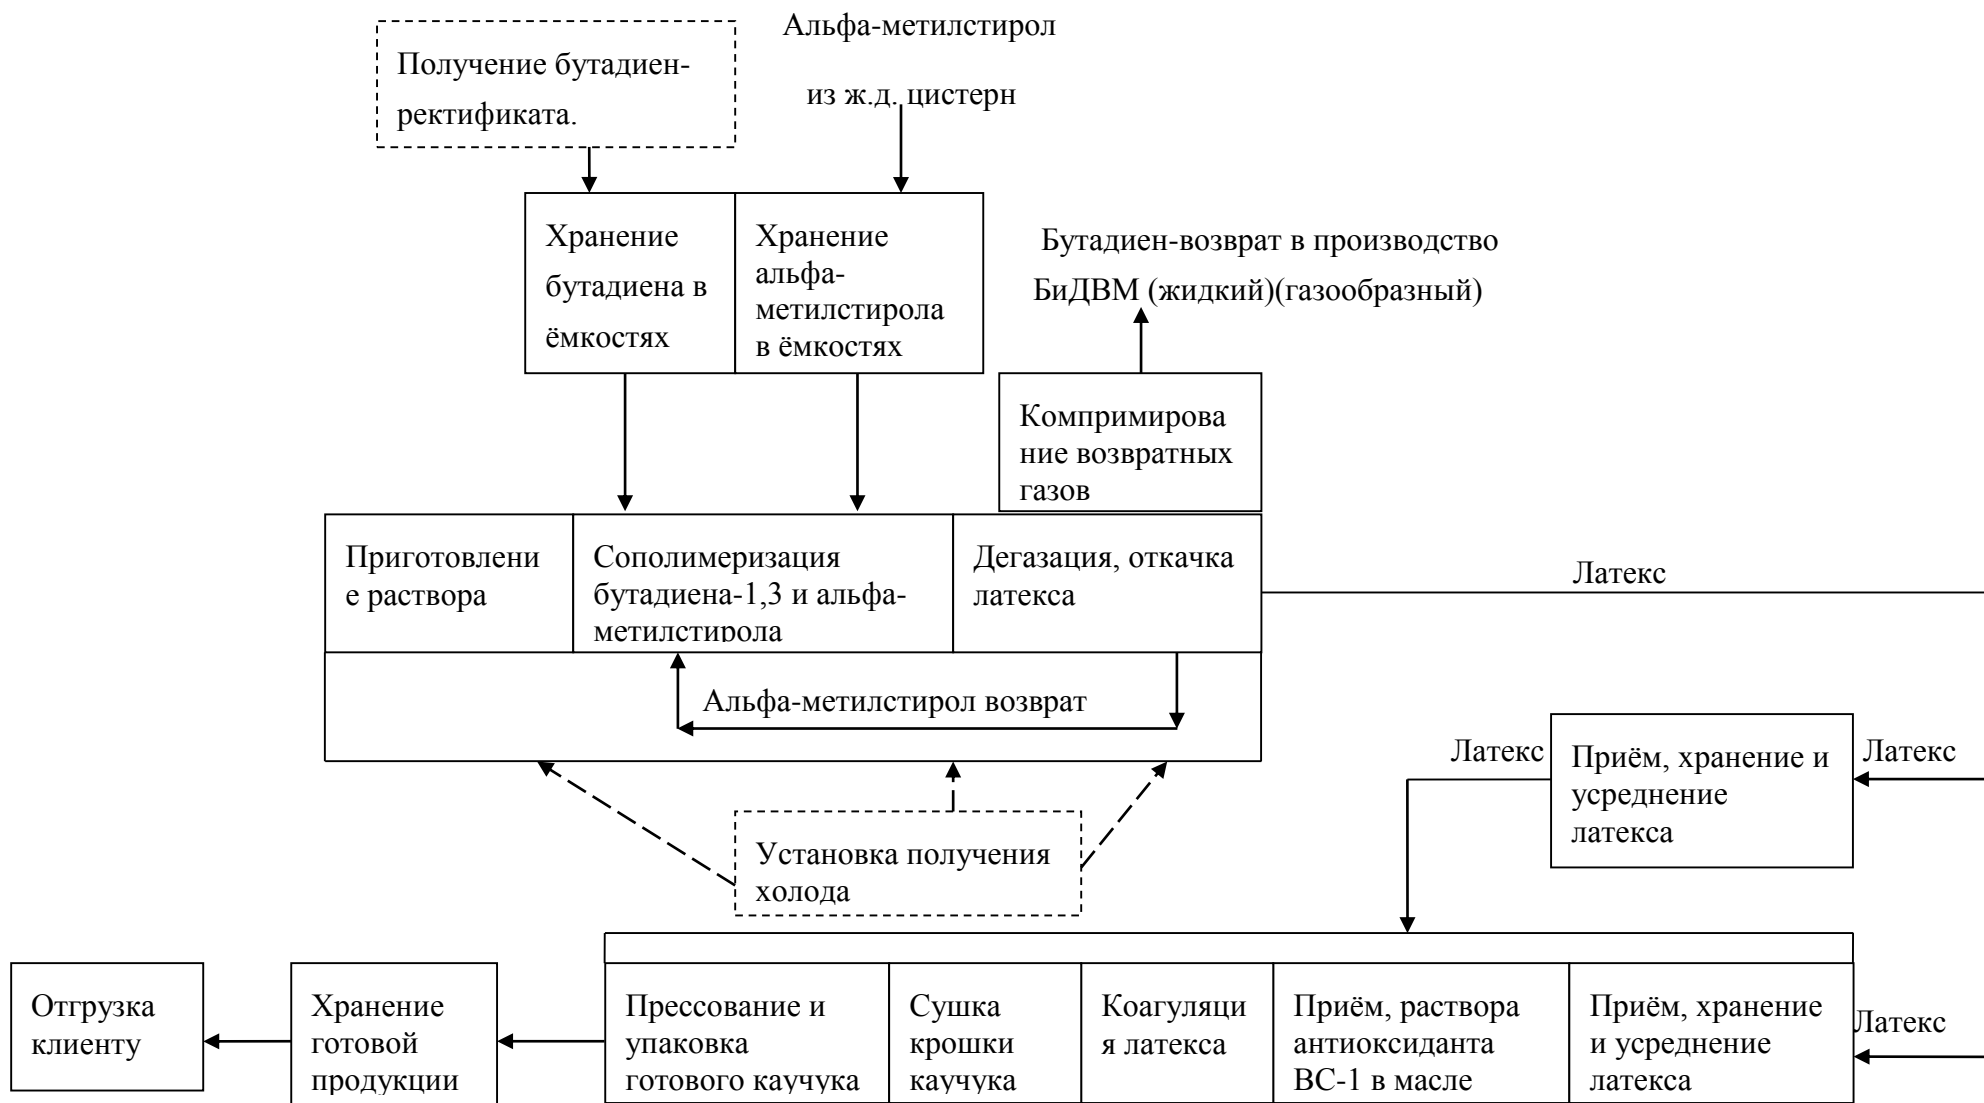 Альфа-метилстирол
из ж.д. цистерн
Получение бутадиен-
ректификата.
Хранение
бутадиена в
ёмкостях
Хранение
альфа-
метилстирола
в ёмкостях
Бутадиен-возврат в производство
БиДВМ (жидкий)(газообразный)
Компримирова
ние возвратных
газов
Приготовлени
е раствора
Сополимеризация
бутадиена-1,3 и альфа-
метилстирола
Дегазация, откачка
латекса
Латекс
Альфа-метилстирол возврат
Латекс
Приём, хранение и
усреднение
латекса
Латекс
Установка получения
холода
Отгрузка
клиенту
Хранение
готовой
продукции
Прессование и
упаковка
готового каучука
Сушка
крошки
каучука
Коагуляци
я латекса
Приём, раствора
антиоксиданта
ВС-1 в масле
Приём, хранение
и усреднение
латекса
Латекс